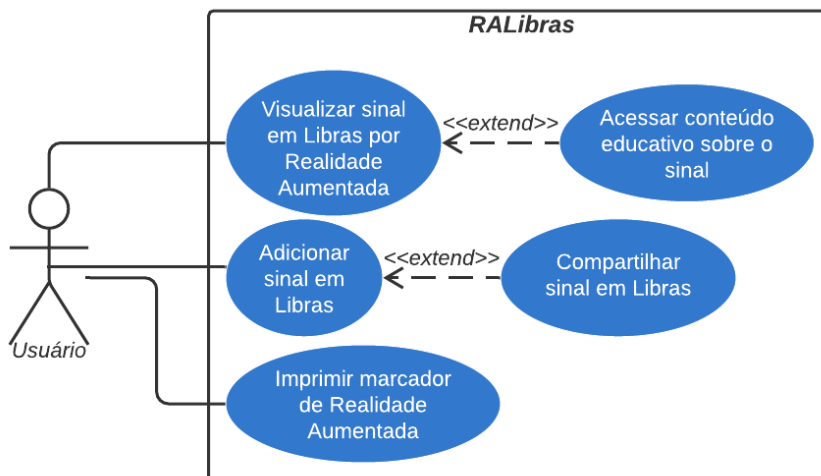 RALibras
Visualizar sinal
em Libras por
Realidade
Aumentada
<<extend>>
Acessar conteúdo
educativo sobre o
sinal
Adicionar
sinal em
Libras
<<extend>>
Compartilhar
sinal em Libras
Usuário
Imprimir marcador
de Realidade
Aumentada